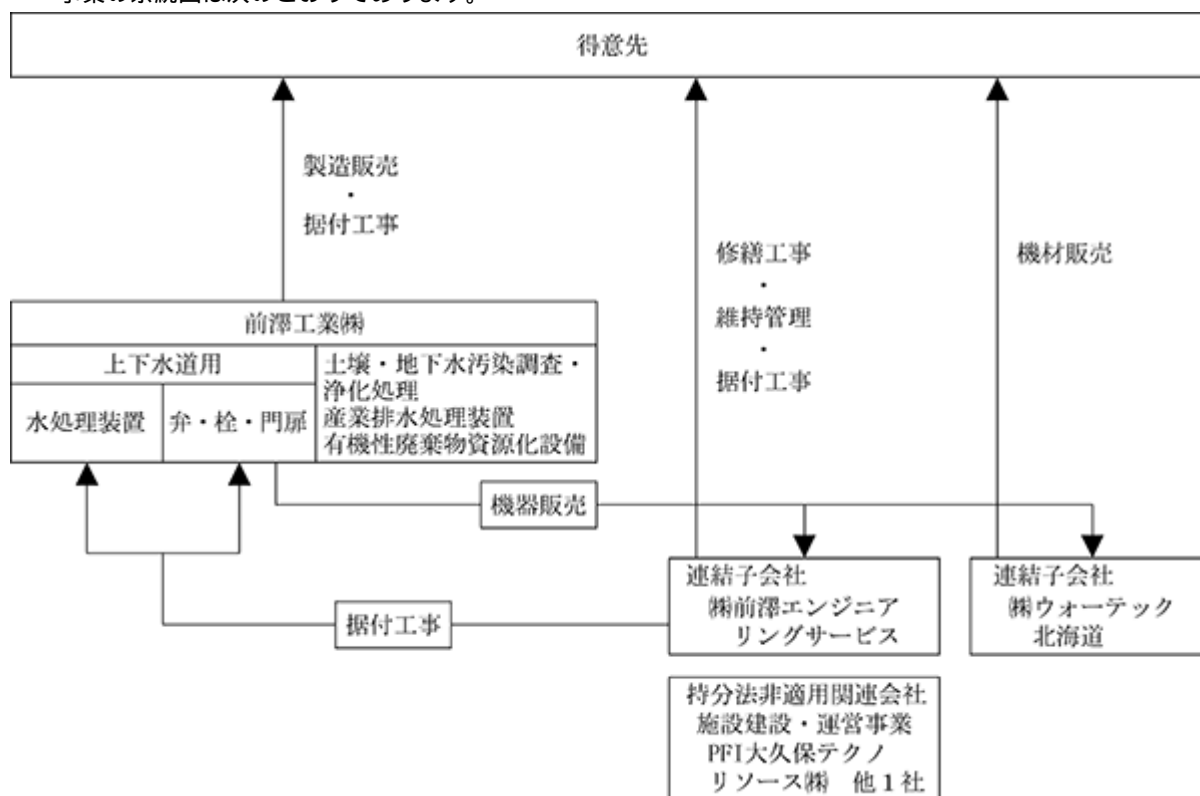 事業の系統図は次のとおりであります。
得意先
製造販売
・
据付工事
修繕工事
・
維持管理
・
据付工事
機材販売
前澤工業㈱
上下水道用
水処理装置
弁・栓・門扉
土壌・地下水汚染調査・
浄化処理
産業排水処理装置
有機性廃棄物資源化設備
機器販売
据付工事
連結子会社
㈱前澤エンジニア
リングサービス
連結子会社
㈱ウォーテック
北海道
持分法非適用関連会社
施設建設・運営事業
PFI大久保テクノ
リソース㈱ 他1社